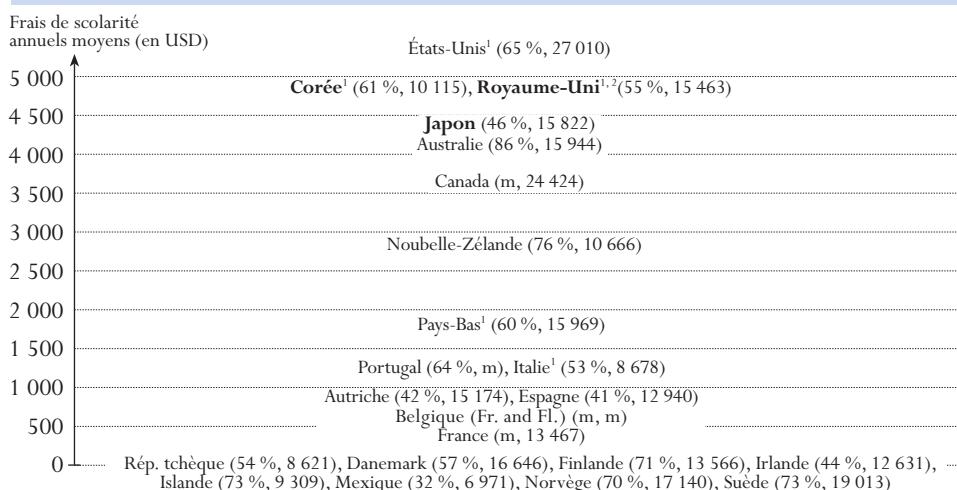 Frais de scolarité
annuels moyens (en USD)
États-Unis¹ (65 %, 27 010)
5 000
Corée¹ (61 %, 10 115), Royaume-Uni¹,²(55 %, 15 463)
4 500
Japon (46 %, 15 822)
Australie (86 %, 15 944)
4 000
Canada (m, 24 424)
3 500
3 000
Noubelle-Zélande (76 %, 10 666)
2 500
2 000
Pays-Bas¹ (60 %, 15 969)
1 500
Portugal (64 %, m), Italie¹ (53 %, 8 678)
1 000
Autriche (42 %, 15 174), Espagne (41 %, 12 940)
Belgique (Fr. and Fl.) (m, m)
500
France (m, 13 467)
0
Rép. tchèque (54 %, 8 621), Danemark (57 %, 16 646), Finlande (71 %, 13 566), Irlande (44 %, 12 631),
Islande (73 %, 9 309), Mexique (32 %, 6 971), Norvège (70 %, 17 140), Suède (73 %, 19 013)